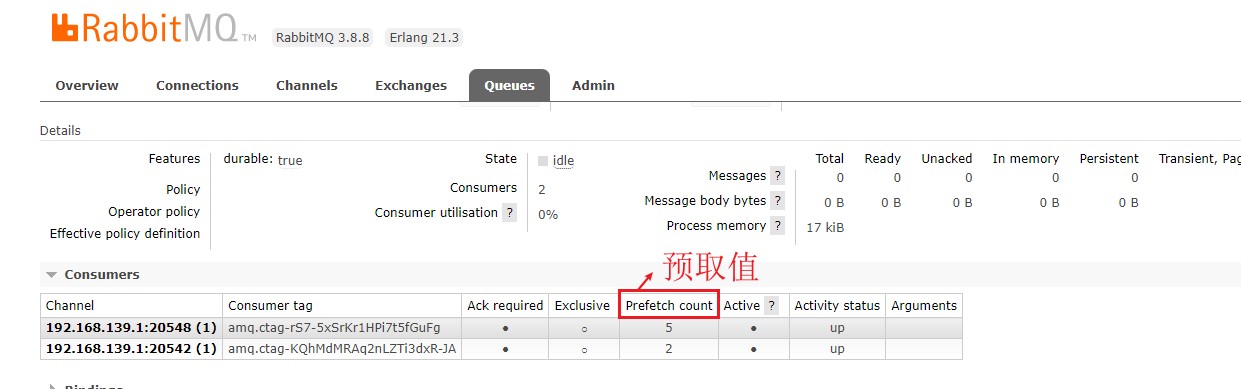 RabbitMQ TM RabbitMQ 3.8.8 Erlang 21.3
Overview Connections Channels Exchanges Queues Admin
Details
Features durable: true State idle Total Ready Unacked In memory Persistent Transient, Pag
Messages ? 0 0 0 0 0
Policy Consumers 2
Message body bytes ? 0 B 0 B 0 B 0 B 0 B
Operator policy Consumer utilisation ? 0%
Process memory ? 17 kiB
Effective policy definition
预取值
Consumers
Channel Consumer tag Ack required Exclusive Prefetch count Active ? Activity status Arguments
192.168.139.1:20548 (1) amq.ctag-rS7-5xSrKr1HPi7t5fGuFg ● ○ 5 ● up
192.168.139.1:20542 (1) amq.ctag-KQhMdMRAq2nLZTi3dxR-JA ● ○ 2 ● up
Bindings